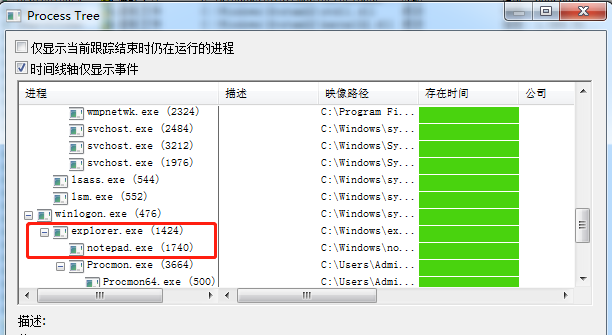 Process Tree
仅显示当前跟踪结束时仍在运行的进程
时间线轴仅显示事件
进程 描述 映像路径 存在时间 公司
wmpnetwk.exe (2324) C:\Program Fi...
svchost.exe (2484) C:\Windows\sy...
svchost.exe (3212) C:\Windows\Sy...
svchost.exe (1976) C:\Windows\sy...
lsass.exe (544) C:\Windows\sy...
lsm.exe (552) C:\Windows\sy...
winlogon.exe (476) C:\Windows\sy...
explorer.exe (1424) C:\Windows\ex...
notepad.exe (1740) C:\Windows\no...
Procmon.exe (3664) C:\Users\Admi...
Procmon64.exe (500) C:\Users\Admi...
描述: